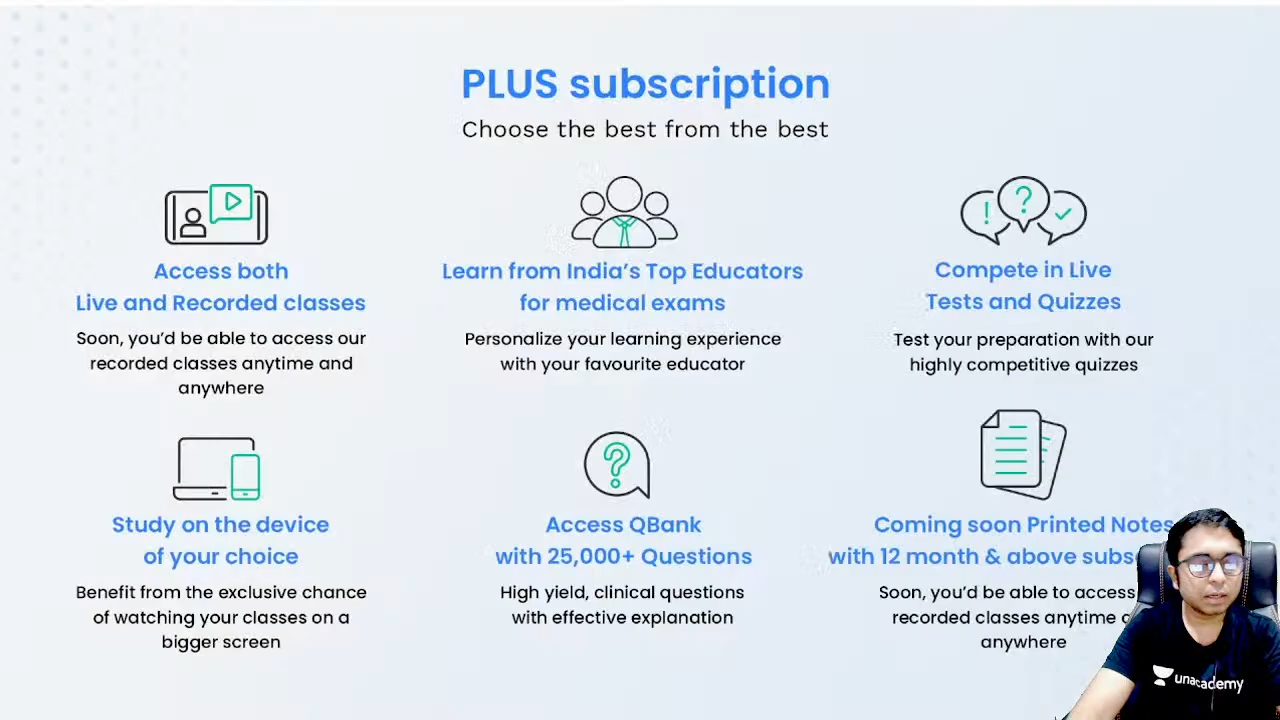 PLUS subscription
Choose the best from the best
Access both
Live and Recorded classes
Soon, you'd be able to access our
recorded classes anytime and
anywhere
Learn from India's Top Educators
for medical exams
Personalize your learning experience
with your favourite educator
Compete in Live
Tests and Quizzes
Test your preparation with our
highly competitive quizzes
Study on the device
of your choice
Benefit from the exclusive chance
of watching your classes on a
bigger screen
Access QBank
with 25,000+ Questions
High yield, clinical questions
with effective explanation
Coming soon Printed Notes
with 12 month & above
Soon, you'd be able to access
recorded classes anytime
anywhere
unacademy